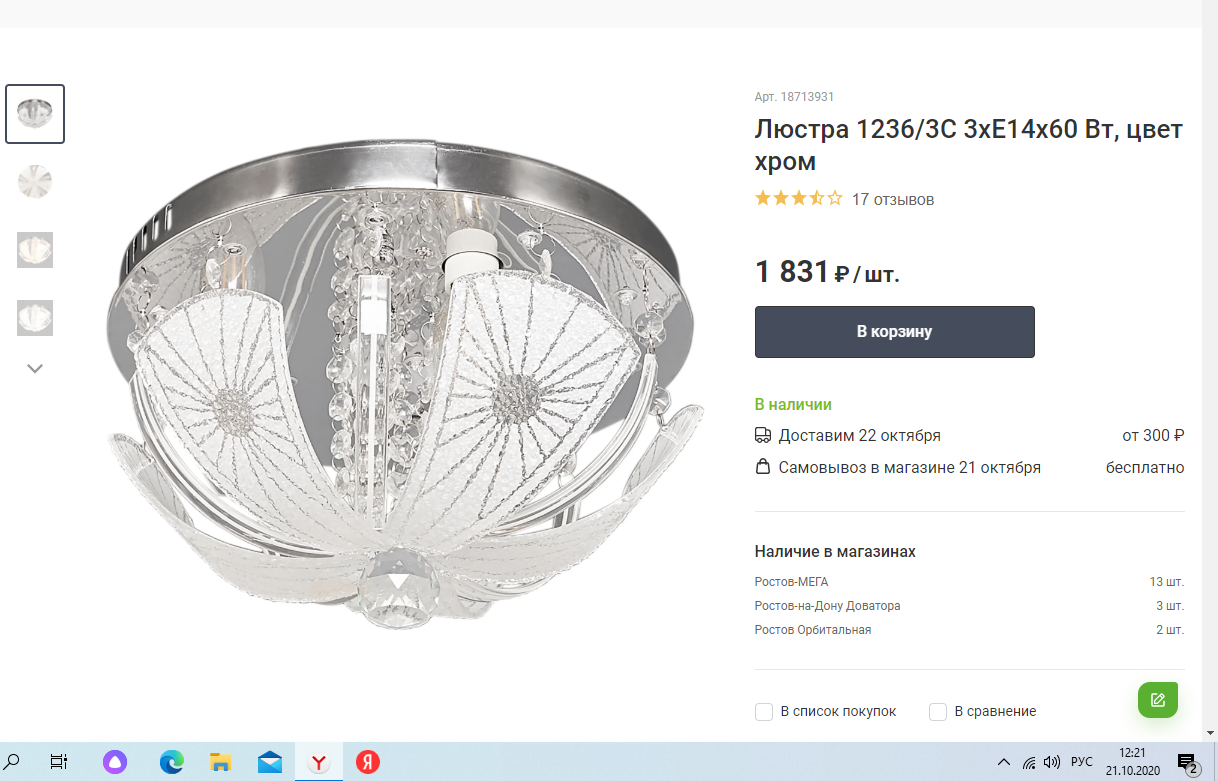 Арт. 18713931
Люстра 1236/3С 3хЕ14х60 Вт, цвет
хром
17 отзывов
1 831 ₽ / шт.
В корзину
В наличии
Доставим 22 октября от 300 ₽
Самовывоз в магазине 21 октября бесплатно
Наличие в магазинах
Ростов-МЕГА 13 шт.
Ростов-на-Дону Доватора 3 шт.
Ростов Орбитальная 2 шт.
В список покупок В сравнение
Y Я РУС 12:21
21.10.2020
2